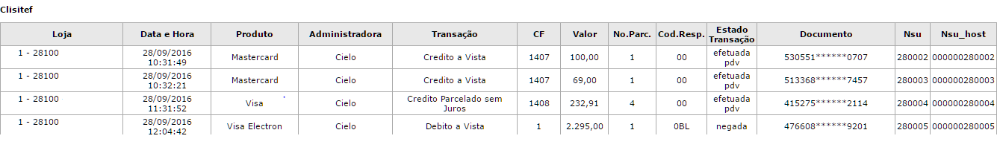 Clisitef
Loja Data e Hora Produto Administradora Transação CF Valor No.Parc. Cod.Resp. Estado Transação Documento Nsu Nsu_host
1 - 28100 28/09/2016 10:31:49 Mastercard Cielo Credito a Vista 1407 100,00 1 00 efetuada pdv 530551******0707 280002 000000280002
1 - 28100 28/09/2016 10:32:21 Mastercard Cielo Credito a Vista 1407 69,00 1 00 efetuada pdv 513368******7457 280003 000000280003
1 - 28100 28/09/2016 11:31:52 Visa Cielo Credito Parcelado sem Juros 1408 232,91 4 00 efetuada pdv 415275******2114 280004 000000280004
1 - 28100 28/09/2016 12:04:42 Visa Electron Cielo Debito a Vista 1 2.295,00 1 0BL negada 476608******9201 280005 000000280005